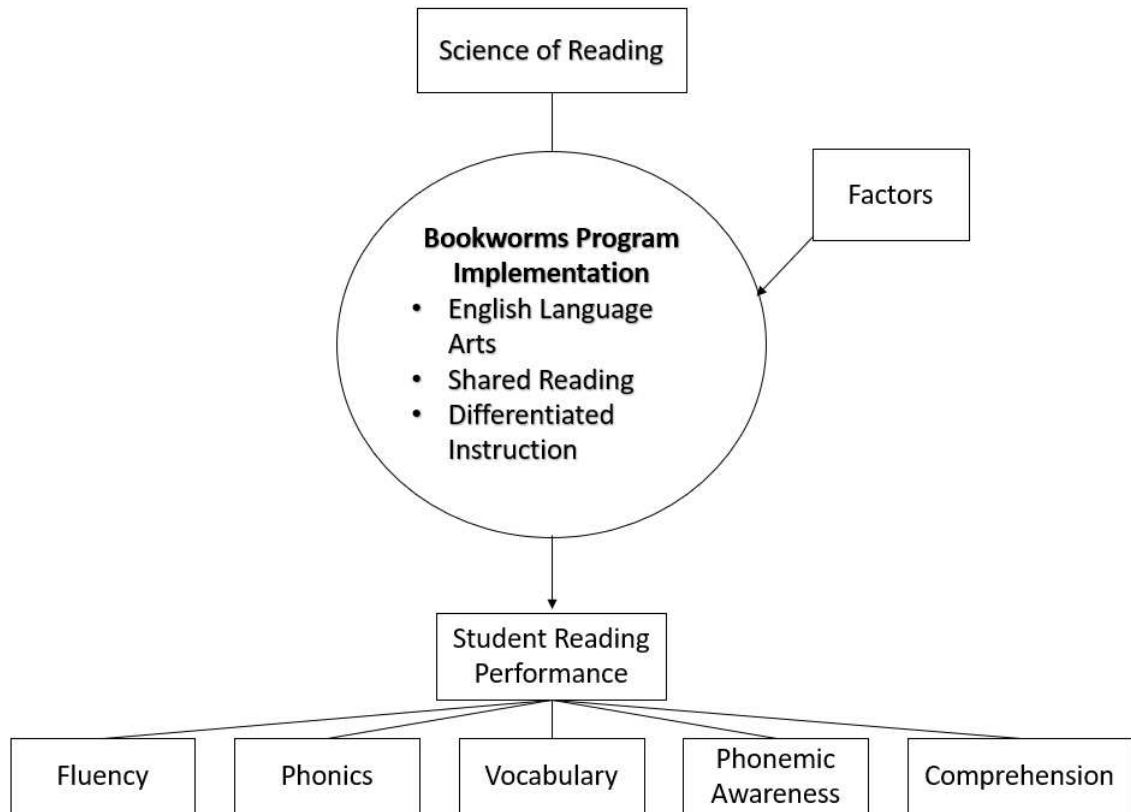 Science of Reading
Factors
Bookworms Program
Implementation
• English Language
Arts
• Shared Reading
• Differentiated
Instruction
Student Reading
Performance
Fluency
Phonics
Vocabulary
Phonemic
Awareness
Comprehension